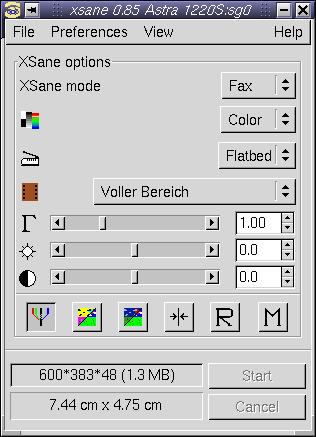 xsane 0.85 Astra 1220S:sg0
File Preferences View Help
XSane options
XSane mode Fax
Color
Flatbed
Voller Bereich
Γ 1.00
0.0
0.0
R M
600*383*48 (1.3 MB) Start
7.44 cm x 4.75 cm Cancel